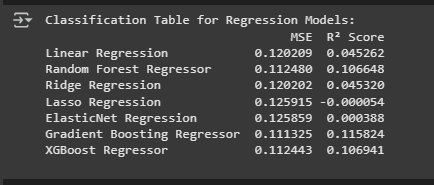 Classification Table for Regression Models:
MSE R² Score
Linear Regression 0.120209 0.045262
Random Forest Regressor 0.112480 0.106648
Ridge Regression 0.120202 0.045320
Lasso Regression 0.125915 -0.000054
ElasticNet Regression 0.125859 0.000388
Gradient Boosting Regressor 0.111325 0.115824
XGBoost Regressor 0.112443 0.106941